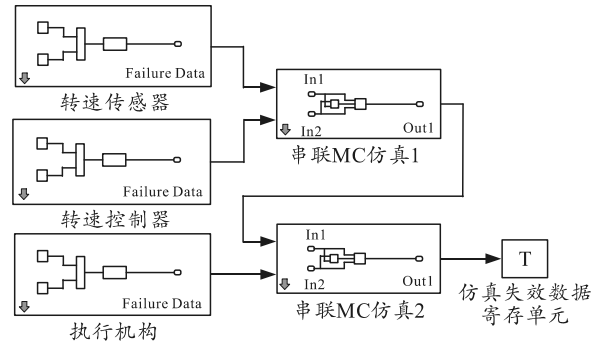 Failure Data
转速传感器
In1
In2
Out1
串联MC仿真1
Failure Data
转速控制器
In1
In2
Out1
串联MC仿真2
T
仿真失效数据
寄存单元
Failure Data
执行机构